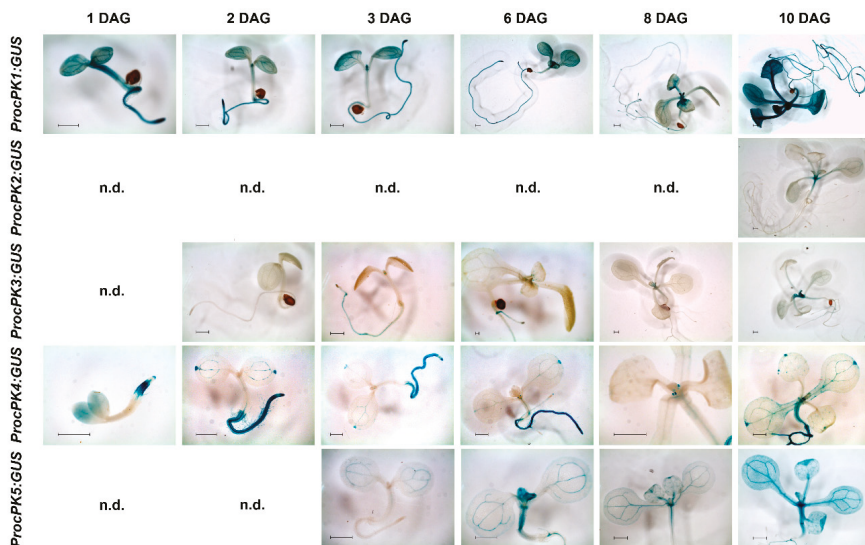 1 DAG 2 DAG 3 DAG 6 DAG 8 DAG 10 DAG
ProcPK1:GUS
ProcPK2:GUS n.d. n.d. n.d. n.d. n.d.
ProcPK3:GUS n.d.
ProcPK4:GUS
ProcPK5:GUS n.d. n.d.